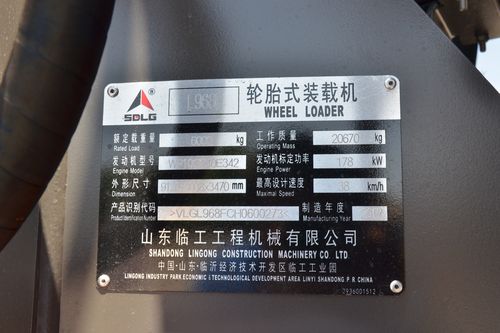 SDLG ® 轮胎式装载机
WHEEL LOADER
额定载重量 kg 工作质量 20670 kg
Rated Load Operating Mass
发动机型号 发动机标定功率 178 kW
Engine Model Engine Power
外形尺寸 mm 最高设计速度 38 km/h
Dimension Maximal Speed
产品识别代码 >VLGL968FCH0600273< 制造年度
Product Identification Number Manufacturing Year
山东临工工程机械有限公司
SHANDONG LINGONG CONSTRUCTION MACHINERY CO LTD
中国·山东·临沂经济技术开发区临工工业园
LINGONG INDUSTRY PARK ECONOMIC & TECHNOLOGICAL DEVELOPMENT AREA LINYI SHANDONG P. R CHINA
7936001512